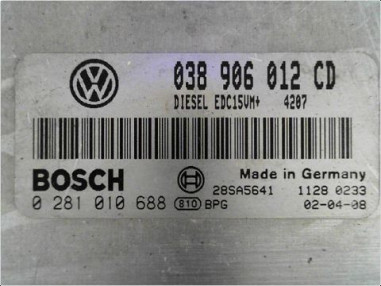 038 906 012 CD
DIESEL EDC15VM+ 4207
BOSCH
Made in Germany
28SA5641 1128 0233
0 281 010 688 810 BPG 02-04-08